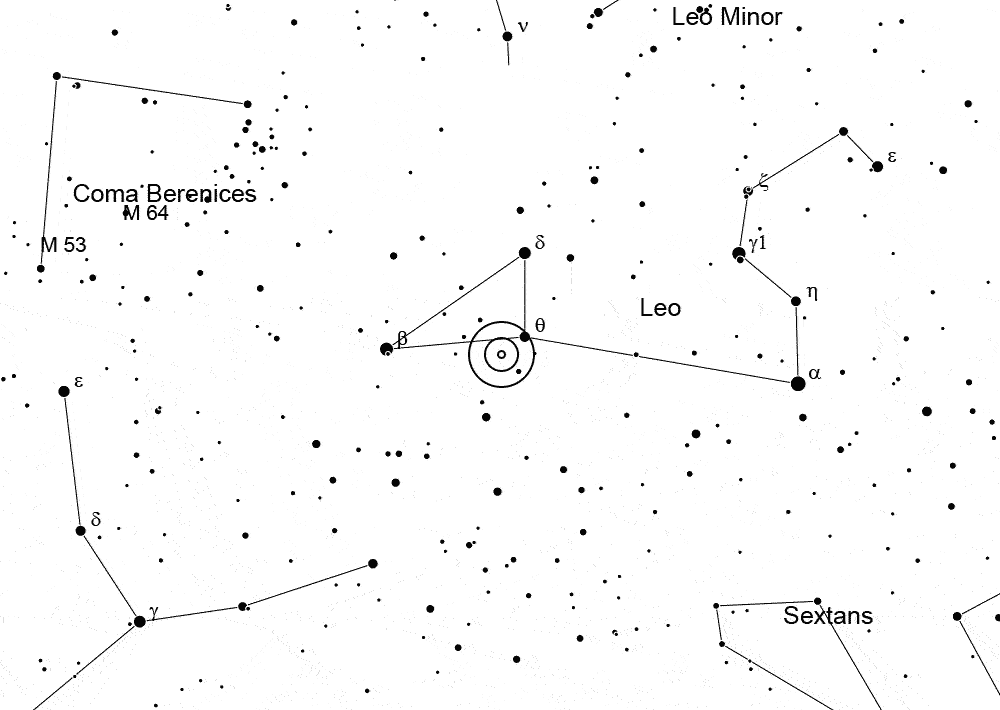 Leo Minor
ν
ε
ζ
Coma Berenices
M 64
γ1
δ
M 53
η
Leo
θ
β
α
ε
δ
γ
Sextans